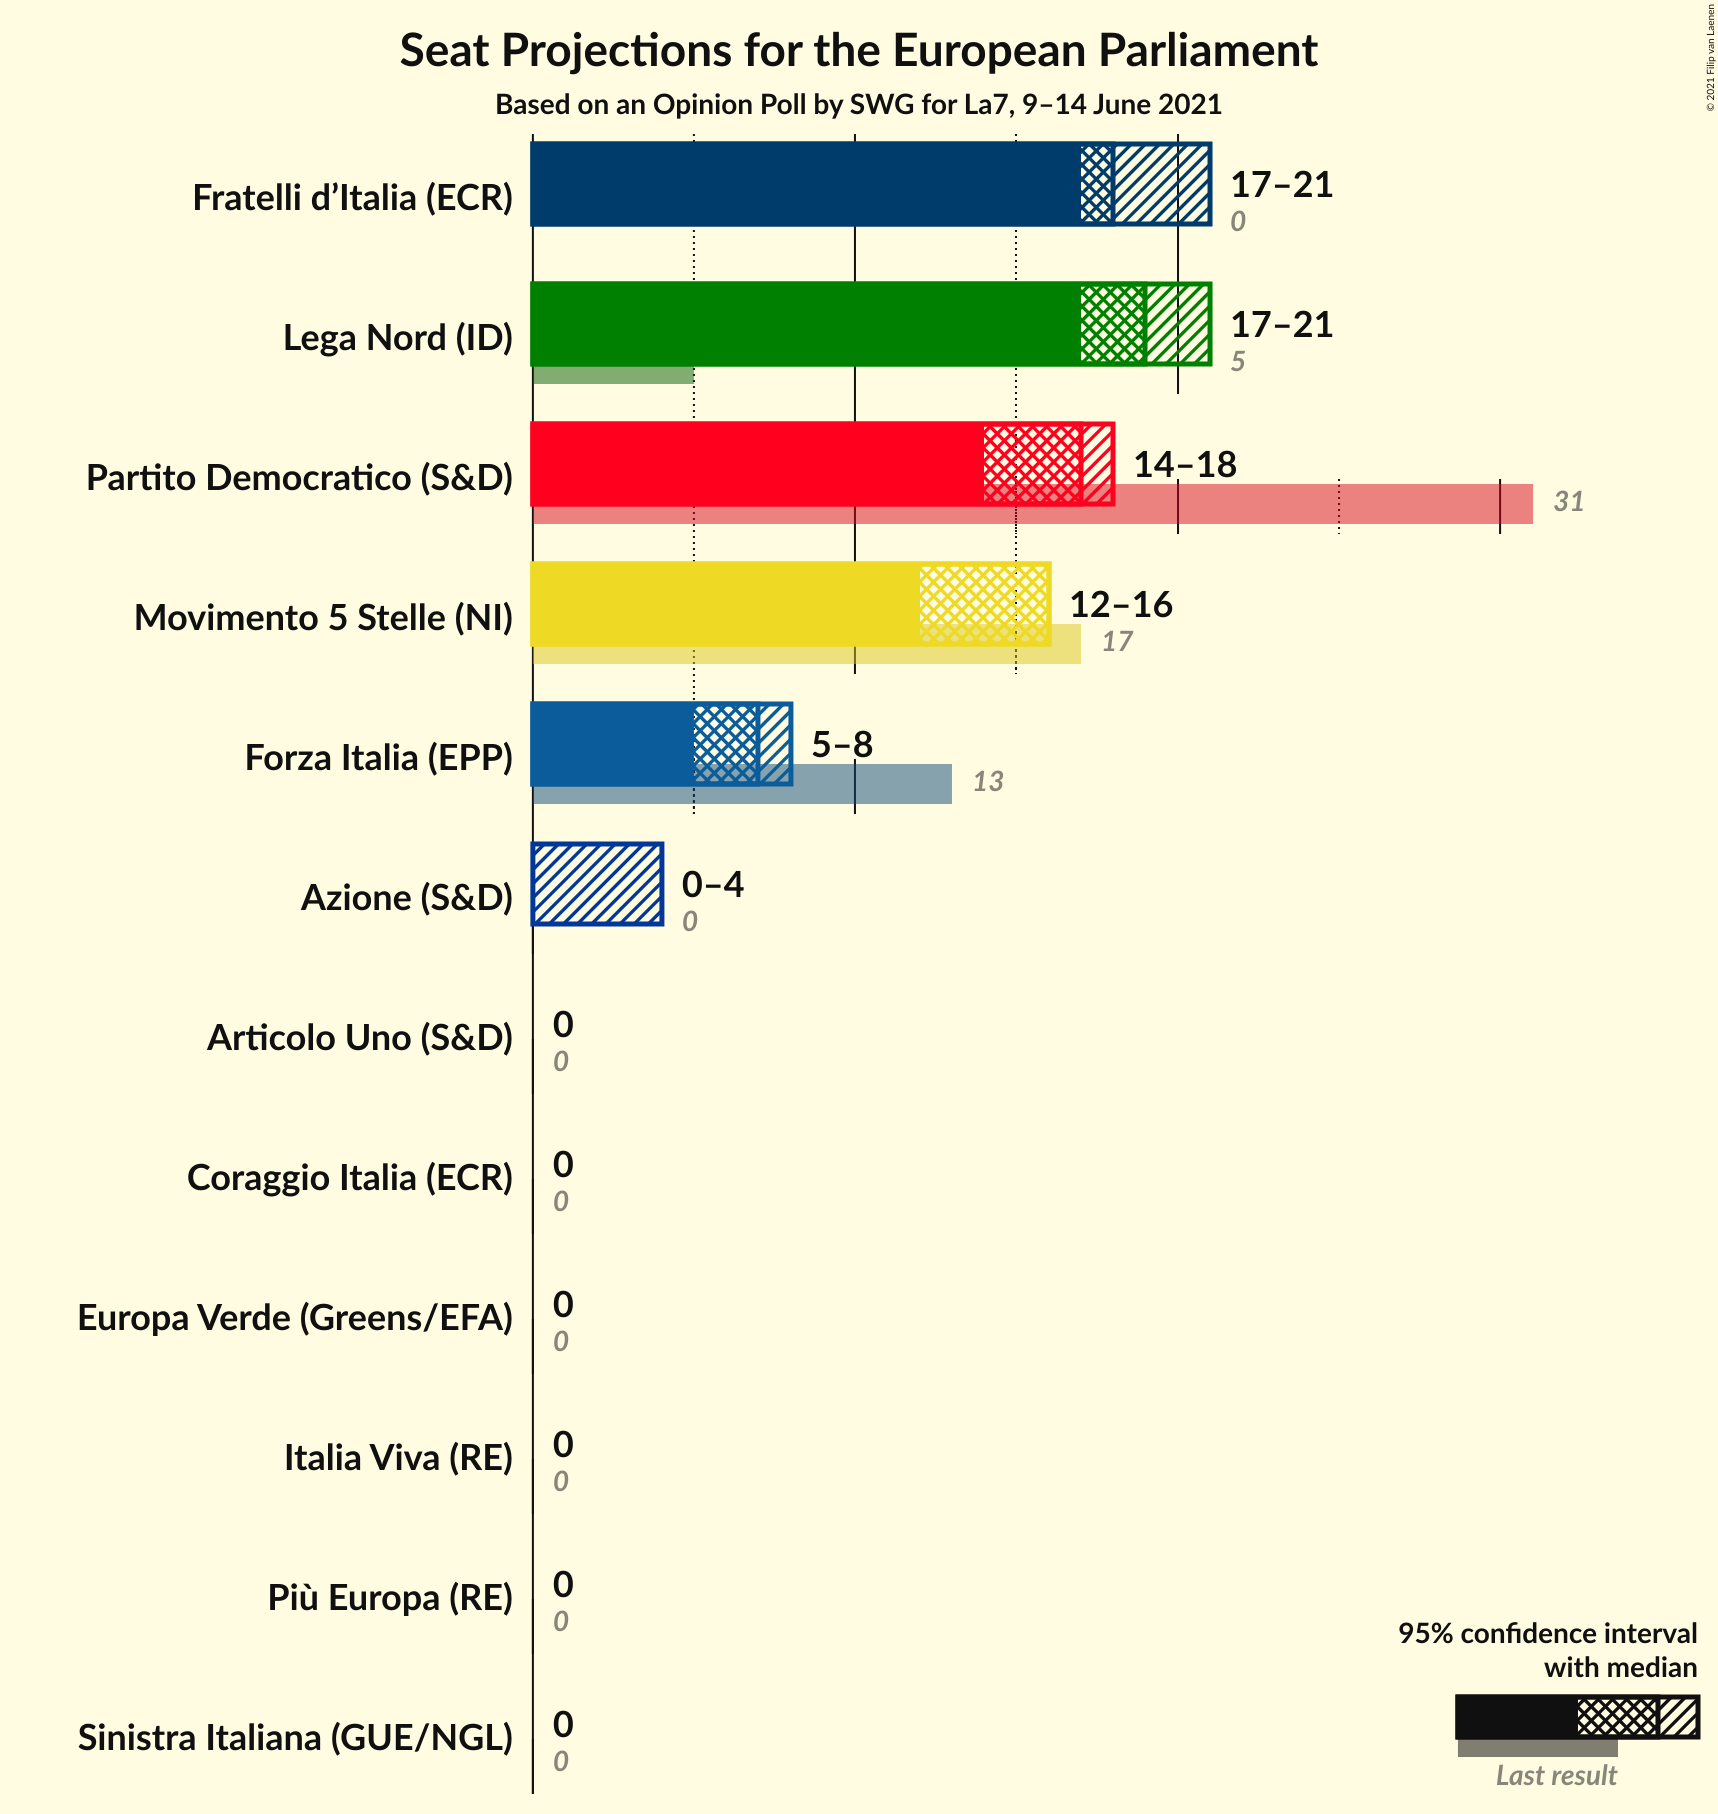 Seat Projections for the European Parliament
Based on an Opinion Poll by SWG for La7, 9–14 June 2021
© 2021 Filip van Laenen
Fratelli d’Italia (ECR)
17–21
0
Lega Nord (ID)
17–21
5
Partito Democratico (S&D)
14–18
31
Movimento 5 Stelle (NI)
12–16
17
Forza Italia (EPP)
5–8
13
Azione (S&D)
0–4
0
Articolo Uno (S&D)
0
0
Coraggio Italia (ECR)
0
0
Europa Verde (Greens/EFA)
0
0
Italia Viva (RE)
0
0
Più Europa (RE)
0
0
Sinistra Italiana (GUE/NGL)
0
0
95% confidence interval
with median
Last result